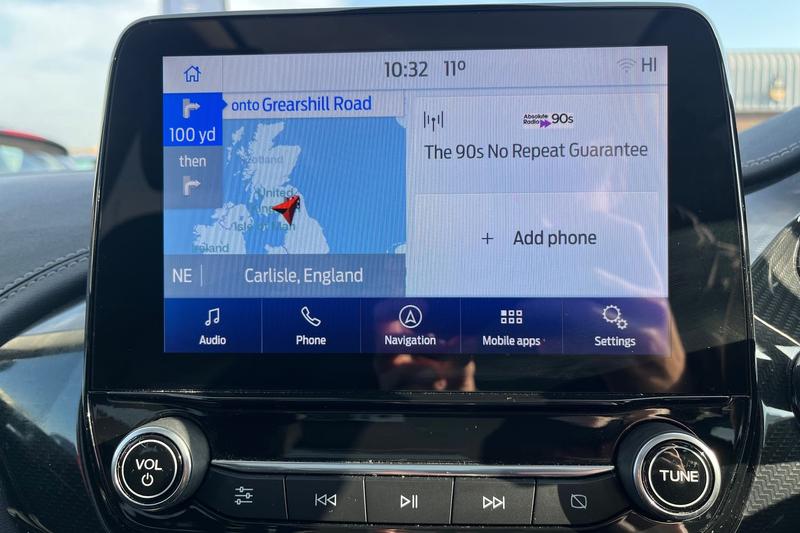 10:32 11°
HI
onto Grearshill Road
100 yd
then
Scotland
United
Isle of Man
Ireland
NE
Carlisle, England
Absolute
Radio 90s
The 90s No Repeat Guarantee
+ Add phone
Audio
Phone
Navigation
Mobile apps
Settings
VOL
TUNE